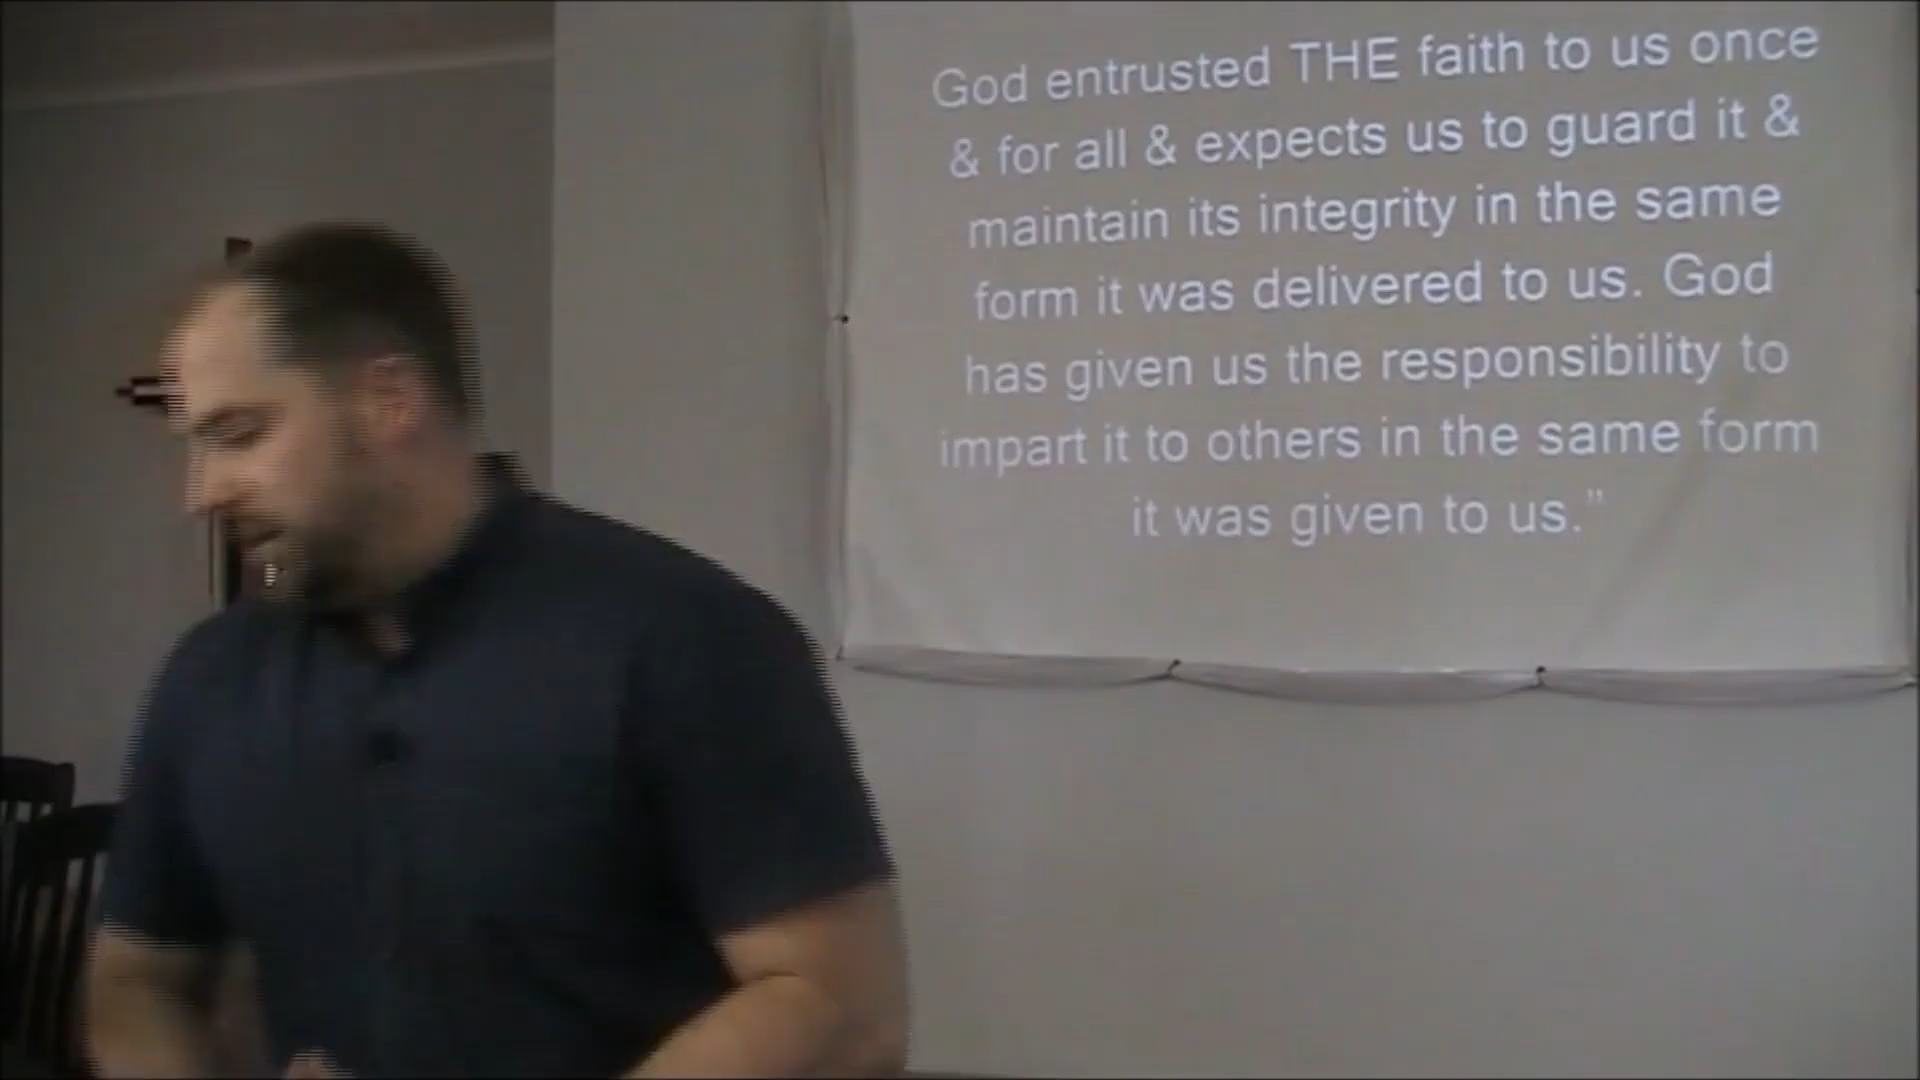 God entrusted THE faith to us once
& for all & expects us to guard it &
maintain its integrity in the same
form it was delivered to us. God
has given us the responsibility to
impart it to others in the same form
it was given to us.”